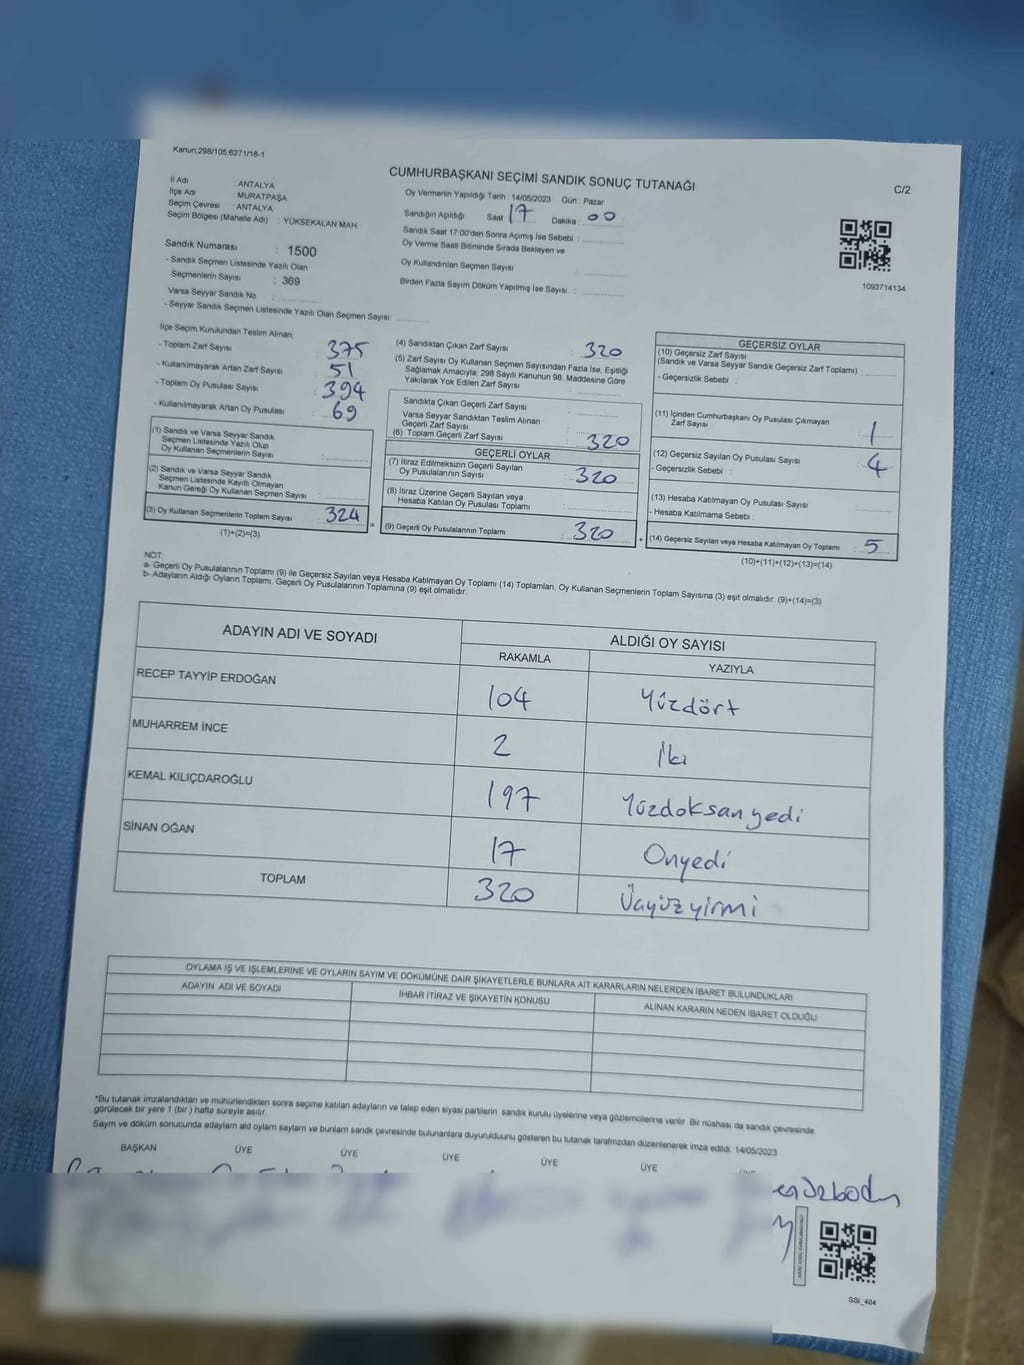 Kanun:298/105,6271/18-1
CUMHURBAŞKANI SEÇİMİ SANDIK SONUÇ TUTANAĞI
C/2
İl Adı : ANTALYA
İlçe Adı : MURATPAŞA
Seçim Çevresi : ANTALYA
Seçim Bölgesi (Mahalle Adı) : YÜKSEKALAN MAH
Sandık Numarası : 1500
- Sandık Seçmen Listesinde Yazılı Olan
Seçmenlerin Sayısı : 369
Varsa Seyyar Sandık No :
- Seyyar Sandık Seçmen Listesinde Yazılı Olan Seçmen Sayısı:
Oy Vermenin Yapıldığı Tarih : 14/05/2023 Gün : Pazar
Sandığın Açıldığı Saat 17 Dakika : 00
Sandık Saat 17:00'den Sonra Açımış İse Sebebi :
Oy Verme Saati Bitiminde Sırada Bekleyen ve
Oy Kullandırılan Seçmen Sayısı :
Birden Fazla Sayım Döküm Yapılmış İse Sayısı :
1093714134
İlçe Seçim Kurulundan Teslim Alınan;
- Toplam Zarf Sayısı : 375
- Kullanılmayarak Artan Zarf Sayısı : 51
- Toplam Oy Pusulası Sayısı : 394
- Kullanılmayarak Artan Oy Pusulası : 69
(1) Sandık ve Varsa Seyyar Sandık
Seçmen Listesinde Yazılı Olup
Oy Kullanan Seçmenlerin Sayısı :
(2) Sandık ve Varsa Seyyar Sandık
Seçmen Listesinde Kayıtlı Olmayan
Kanun Gereği Oy Kullanan Seçmen Sayısı :
(3) Oy Kullanan Seçmenlerin Toplam Sayısı : 324
(1)+(2)=(3)
=
(4) Sandıktan Çıkan Zarf Sayısı : 320
(5) Zarf Sayısı Oy Kullanan Seçmen Sayısından Fazla İse, Eşitliği
Sağlamak Amacıyla; 298 Sayılı Kanunun 98. Maddesine Göre
Yakılarak Yok Edilen Zarf Sayısı :
Sandıkta Çıkan Geçerli Zarf Sayısı :
Varsa Seyyar Sandıktan Teslim Alınan
Geçerli Zarf Sayısı :
(6) Toplam Geçerli Zarf Sayısı : 320
GEÇERLİ OYLAR
(7) İtiraz Edilmeksizin Geçerli Sayılan
Oy Pusulalarının Sayısı : 320
(8) İtiraz Üzerine Geçerli Sayılan veya
Hesaba Katılan Oy Pusulası Toplamı :
(9) Geçerli Oy Pusulalarının Toplamı : 320
+
GEÇERSİZ OYLAR
(10) Geçersiz Zarf Sayısı
(Sandık ve Varsa Seyyar Sandık Geçersiz Zarf Toplamı) :
- Geçersizlik Sebebi :
(11) İçinden Cumhurbaşkanı Oy Pusulası Çıkmayan
Zarf Sayısı : 1
(12) Geçersiz Sayılan Oy Pusulası Sayısı : 4
- Geçersizlik Sebebi :
(13) Hesaba Katılmayan Oy Pusulası Sayısı :
- Hesaba Katılmama Sebebi :
(14) Geçersiz Sayılan veya Hesaba Katılmayan Oy Toplamı : 5
(10)+(11)+(12)+(13)=(14)
NOT:
a- Geçerli Oy Pusulalarının Toplamı (9) ile Geçersiz Sayılan veya Hesaba Katılmayan Oy Toplamı (14) Toplamları, Oy Kullanan Seçmenlerin Toplam Sayısına (3) eşit olmalıdır. (9)+(14)=(3)
b- Adayların Aldığı Oyların Toplamı, Geçerli Oy Pusulalarının Toplamına (9) eşit olmalıdır.
ADAYIN ADI VE SOYADI ALDIĞI OY SAYISI
RAKAMLA YAZIYLA
RECEP TAYYİP ERDOĞAN 104 Yüzdört
MUHARREM İNCE 2 İki
KEMAL KILIÇDAROĞLU 197 Yüzdoksanyedi
SİNAN OĞAN 17 Onyedi
TOPLAM 320 Üçyüzyirmi
OYLAMA İŞ VE İŞLEMLERİNE VE OYLARIN SAYIM VE DÖKÜMÜNE DAİR ŞİKAYETLERLE BUNLARA AİT KARARLARIN NELERDEN İBARET BULUNDUKLARI
ADAYIN ADI VE SOYADI İHBAR İTİRAZ VE ŞİKAYETİN KONUSU ALINAN KARARIN NEDEN İBARET OLDUĞU
*Bu tutanak imzalandıktan ve mühürlendikten sonra seçime katılan adayların ve talep eden siyasi partilerin sandık kurulu üyelerine veya gözlemcilerine verilir. Bir nüshası da sandık çevresinde
görülecek bir yere 1 (bir) hafta süreyle asılır.
Sayım ve döküm sonucunda adayların ald oyların sayıları ve bunların sandık çevresinde bulunanlara duyurulduunu gösteren bu tutanak tarafımızdan düzenlenerek imza edildi. 14/05/2023
BAŞKAN ÜYE ÜYE ÜYE ÜYE ÜYE
SSI_404